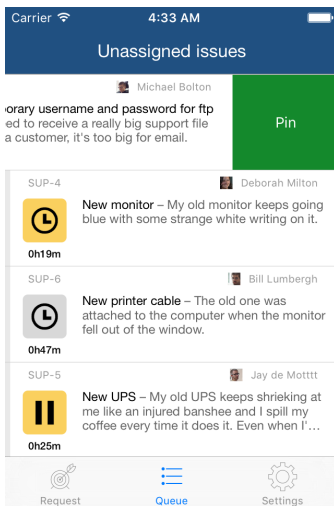 Carrier 4:33 AM
Unassigned issues
Michael Bolton
orary username and password for ftp
ed to receive a really big support file
a customer, it's too big for email.
Pin
SUP-4 Deborah Milton
New monitor – My old monitor keeps going
blue with some strange white writing on it.
0h19m
SUP-6 Bill Lumbergh
New printer cable – The old one was
attached to the computer when the monitor
fell out of the window.
0h47m
SUP-5 Jay de Motttt
New UPS – My old UPS keeps shrieking at
me like an injured banshee and I spill my
coffee every time it does it. Even when I'…
0h25m
Request Queue Settings